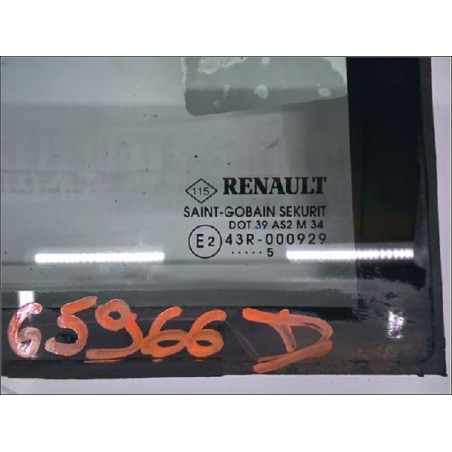 115 RENAULT
SAINT-GOBAIN SEKURIT
DOT 39 AS2 M 34
E2 43R-000929
..... 5
65966 D